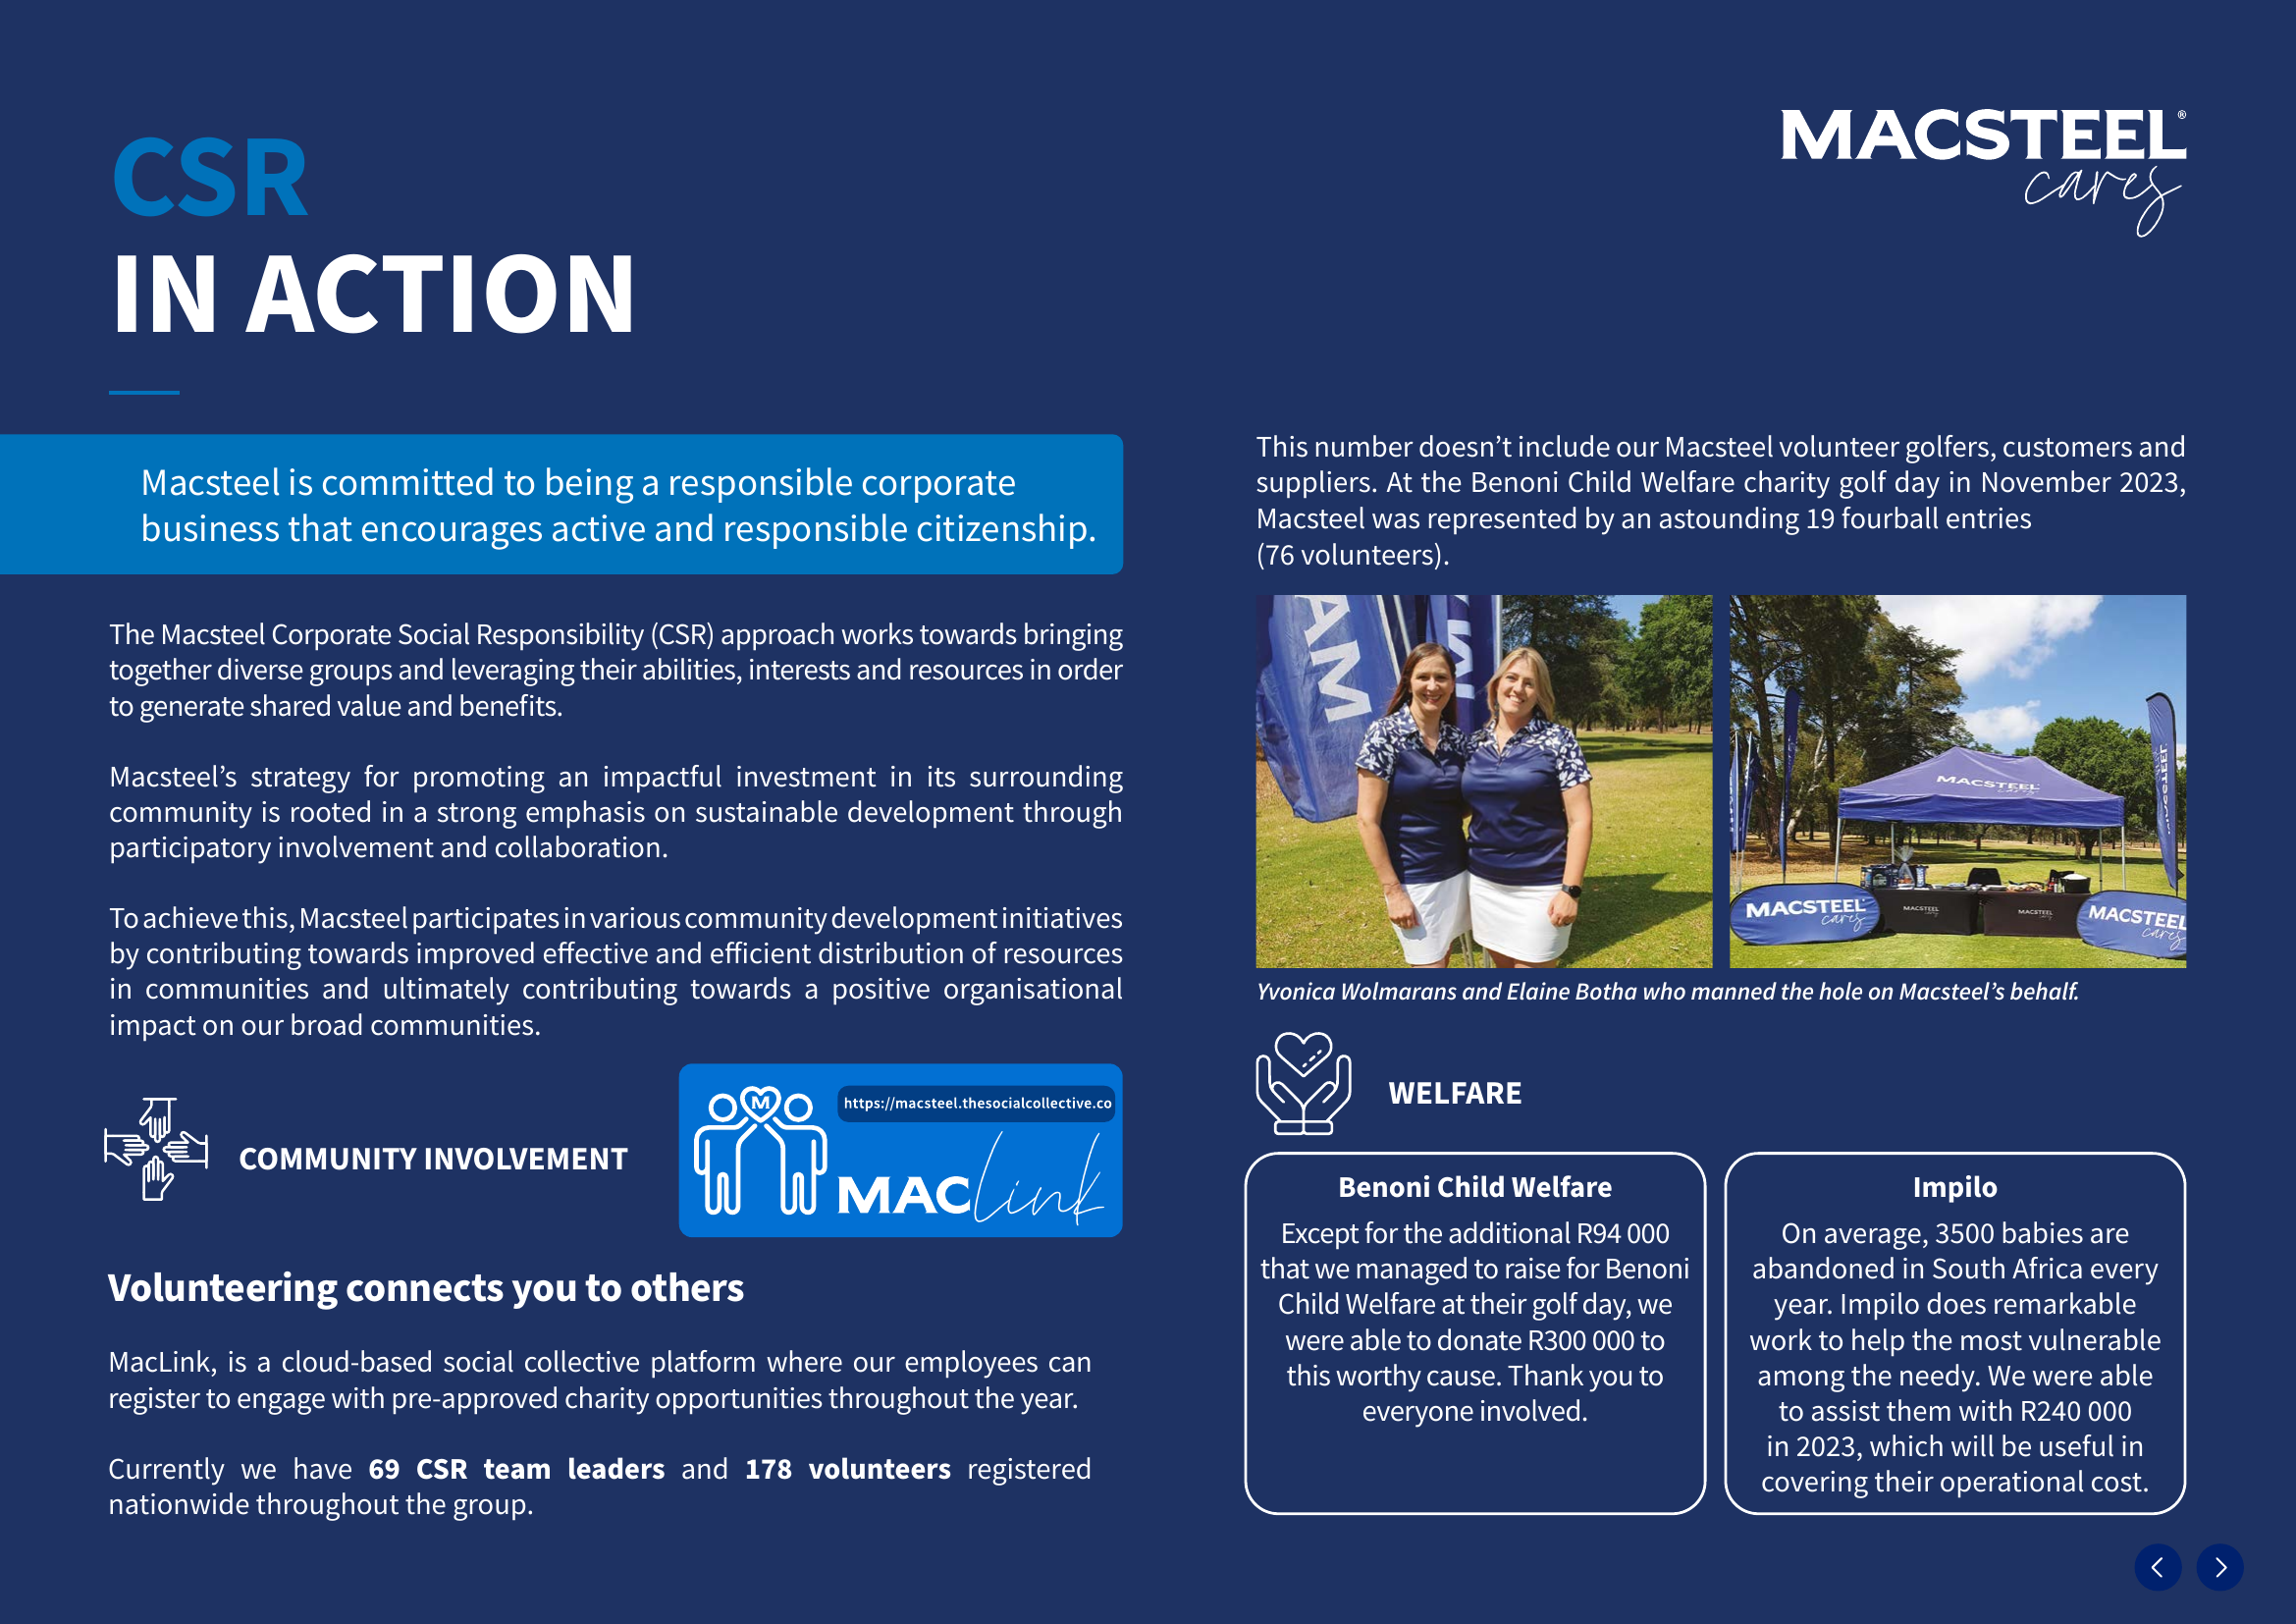 CSR
IN ACTION
MACSTEEL®
cares
Macsteel is committed to being a responsible corporate
business that encourages active and responsible citizenship.
The Macsteel Corporate Social Responsibility (CSR) approach works towards bringing
together diverse groups and leveraging their abilities, interests and resources in order
to generate shared value and benefits.
Macsteel’s strategy for promoting an impactful investment in its surrounding
community is rooted in a strong emphasis on sustainable development through
participatory involvement and collaboration.
To achieve this, Macsteel participates in various community development initiatives
by contributing towards improved effective and efficient distribution of resources
in communities and ultimately contributing towards a positive organisational
impact on our broad communities.
COMMUNITY INVOLVEMENT
M
https://macsteel.thesocialcollective.co
MAClink
Volunteering connects you to others
MacLink, is a cloud-based social collective platform where our employees can
register to engage with pre-approved charity opportunities throughout the year.
Currently we have 69 CSR team leaders and 178 volunteers registered
nationwide throughout the group.
This number doesn’t include our Macsteel volunteer golfers, customers and
suppliers. At the Benoni Child Welfare charity golf day in November 2023,
Macsteel was represented by an astounding 19 fourball entries
(76 volunteers).
MACSTEEL
MACSTEEL
cares
MACSTEEL
MACSTEEL
MACSTEEL
cares
MACSTEEL
Yvonica Wolmarans and Elaine Botha who manned the hole on Macsteel’s behalf.
WELFARE
Benoni Child Welfare
Except for the additional R94 000
that we managed to raise for Benoni
Child Welfare at their golf day, we
were able to donate R300 000 to
this worthy cause. Thank you to
everyone involved.
Impilo
On average, 3500 babies are
abandoned in South Africa every
year. Impilo does remarkable
work to help the most vulnerable
among the needy. We were able
to assist them with R240 000
in 2023, which will be useful in
covering their operational cost.